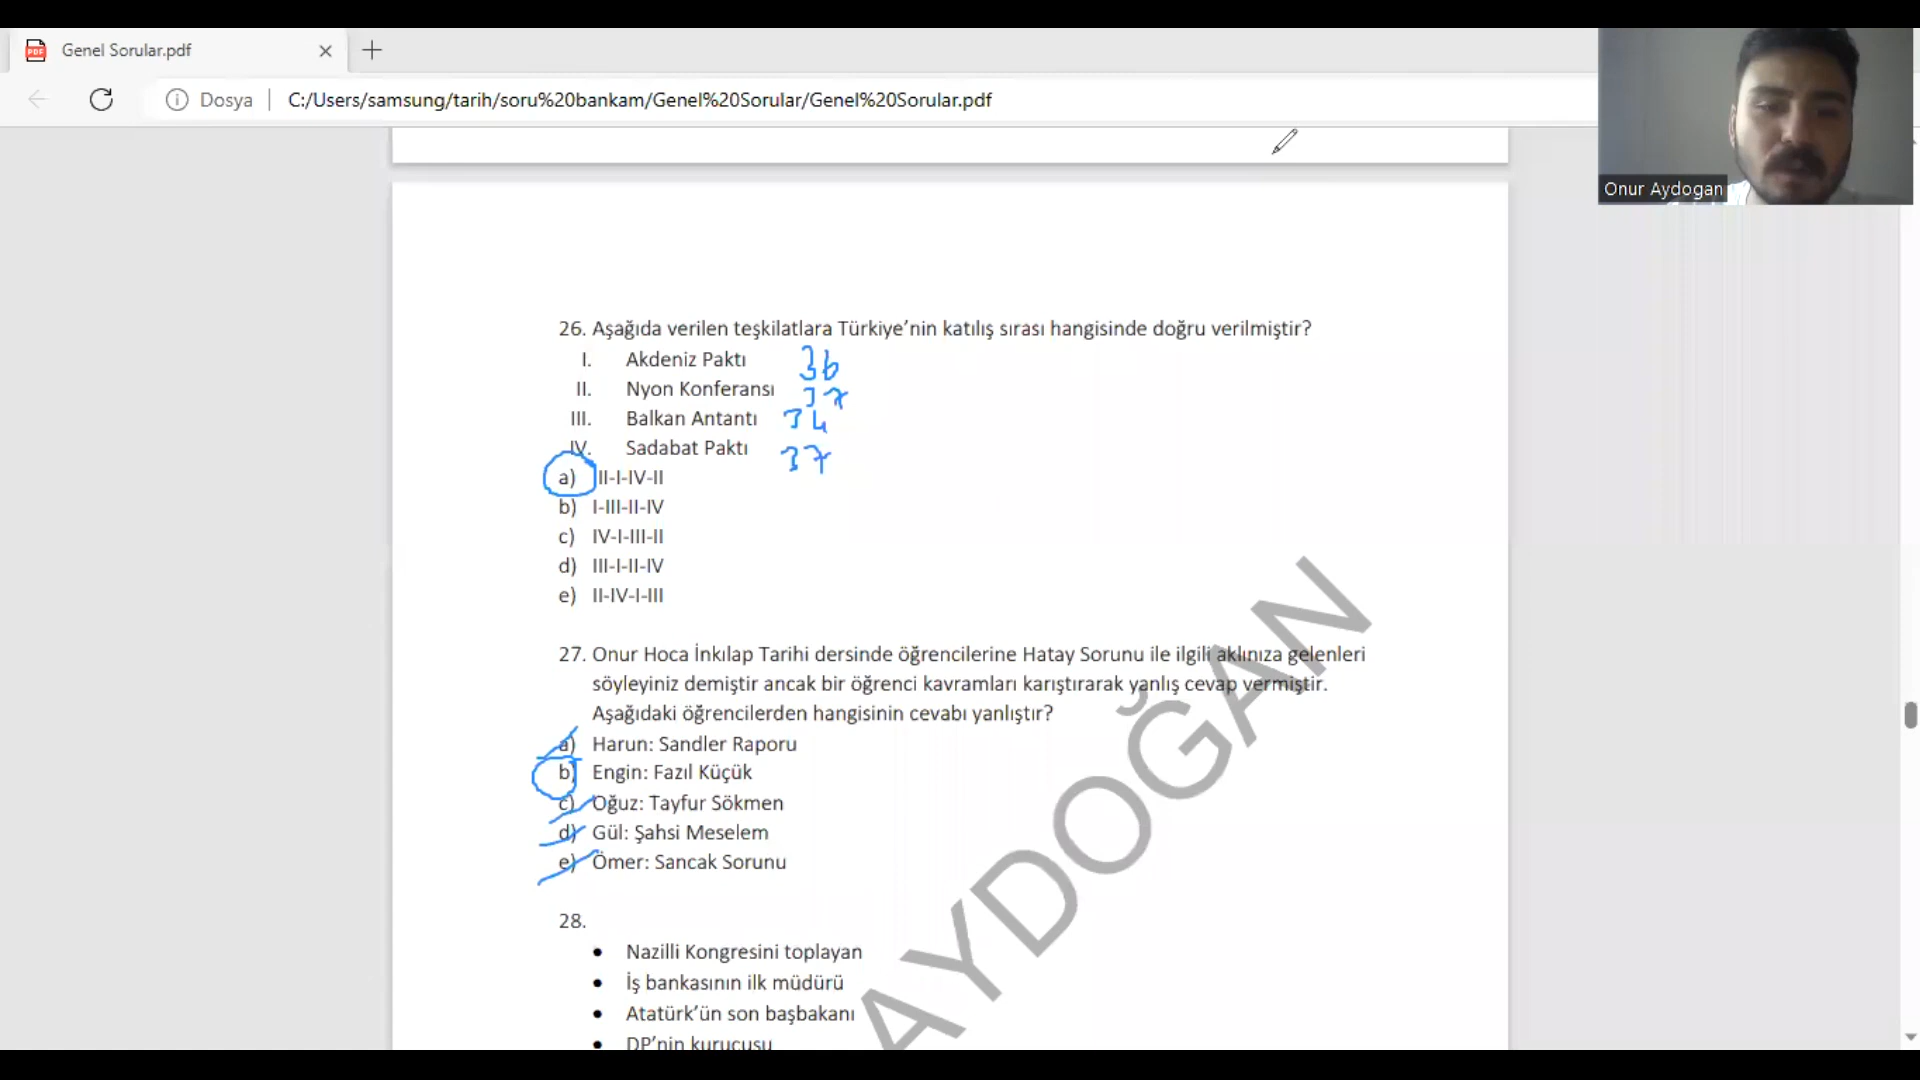 Genel Sorular.pdf
Dosya
C:/Users/samsung/tarih/soru%20bankam/Genel%20Sorular/Genel%20Sorular.pdf
Onur Aydogan
26. Aşağıda verilen teşkilatlara Türkiye’nin katılış sırası hangisinde doğru verilmiştir?
I. Akdeniz Paktı 36
II. Nyon Konferansı 37
III. Balkan Antantı 34
IV. Sadabat Paktı 37
a) III-I-IV-II
b) I-III-II-IV
c) IV-I-III-II
d) III-I-II-IV
e) II-IV-I-III
27. Onur Hoca İnkılap Tarihi dersinde öğrencilerine Hatay Sorunu ile ilgili aklınıza gelenleri
söyleyiniz demiştir ancak bir öğrenci kavramları karıştırarak yanlış cevap vermiştir.
Aşağıdaki öğrencilerden hangisinin cevabı yanlıştır?
a) Harun: Sandler Raporu
b) Engin: Fazıl Küçük
c) Oğuz: Tayfur Sökmen
d) Gül: Şahsi Meselem
e) Ömer: Sancak Sorunu
28.
• Nazilli Kongresini toplayan
• İş bankasının ilk müdürü
• Atatürk’ün son başbakanı
• DP’nin kurucusu
AYDOĞAN